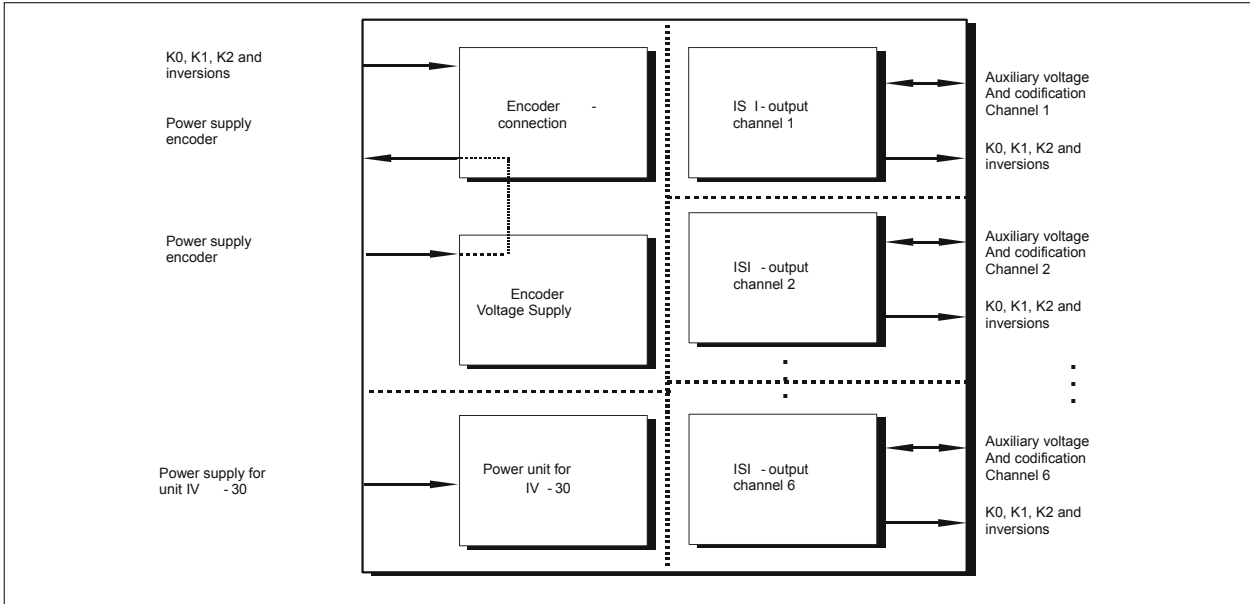 K0, K1, K2 and
inversions
Power supply
encoder
Power supply
encoder
Power supply for
unit IV - 30
Encoder -
connection
Encoder
Voltage Supply
Power unit for
IV - 30
IS I - output
channel 1
ISI - output
channel 2
ISI - output
channel 6
Auxiliary voltage
And codification
Channel 1
K0, K1, K2 and
inversions
Auxiliary voltage
And codification
Channel 2
K0, K1, K2 and
inversions
Auxiliary voltage
And codification
Channel 6
K0, K1, K2 and
inversions